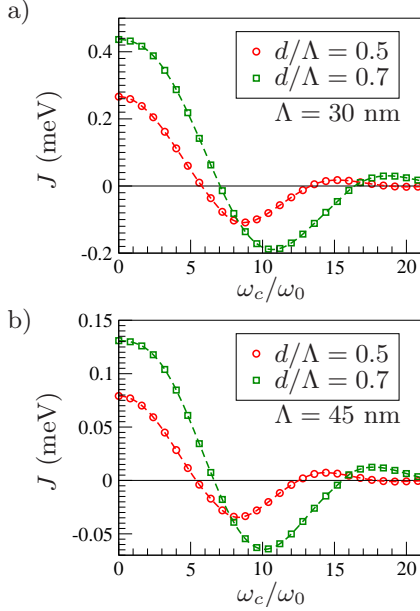 a)
0.4
0.2
0
-0.2
J (meV)
d/Λ = 0.5
d/Λ = 0.7
Λ = 30 nm
0 5 10 15 20
ω_c/ω_0
b)
0.15
0.1
0.05
0
-0.05
J (meV)
d/Λ = 0.5
d/Λ = 0.7
Λ = 45 nm
0 5 10 15 20
ω_c/ω_0